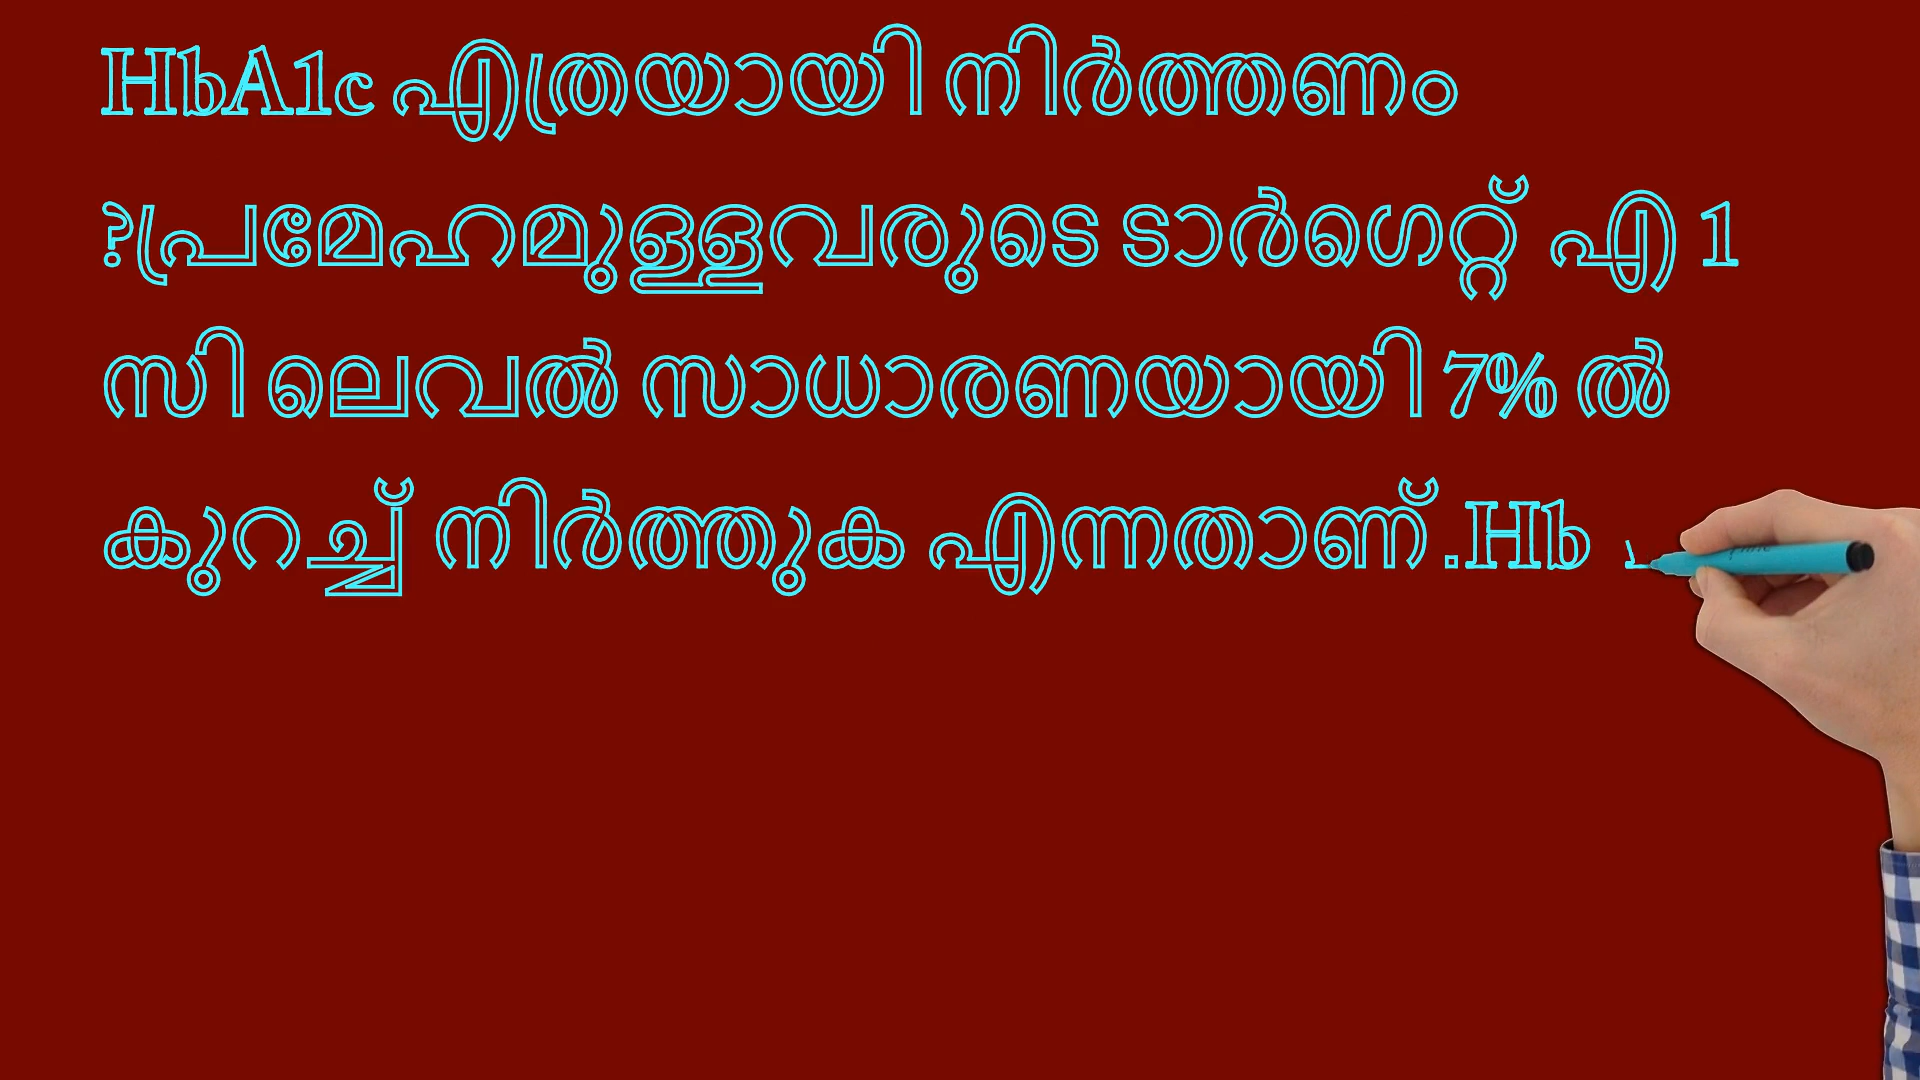 HbA1c എത്രയായി നിർത്തണം
?പ്രമേഹമുള്ളവരുടെ ടാർഗെറ്റ് എ 1
സി ലെവൽ സാധാരണയായി 7% ൽ
കുറച്ച് നിർത്തുക എന്നതാണ്.Hb